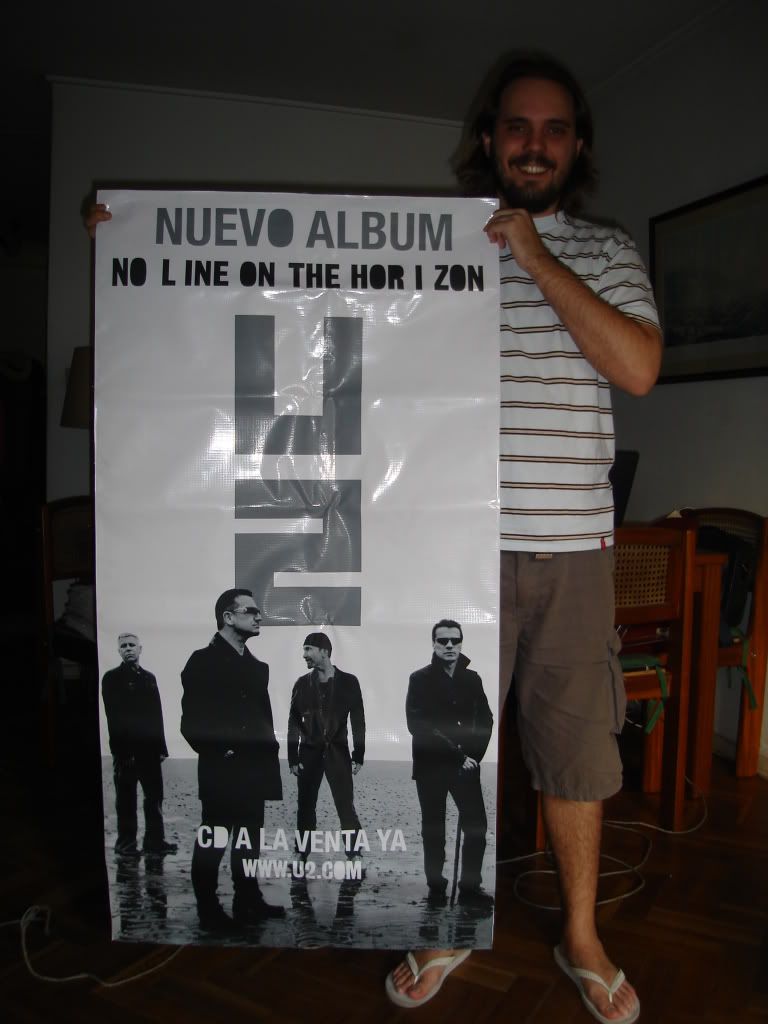 NUEVO ALBUM
NO LINE ON THE HORIZON
U2
CD A LA VENTA YA
WWW.U2.COM